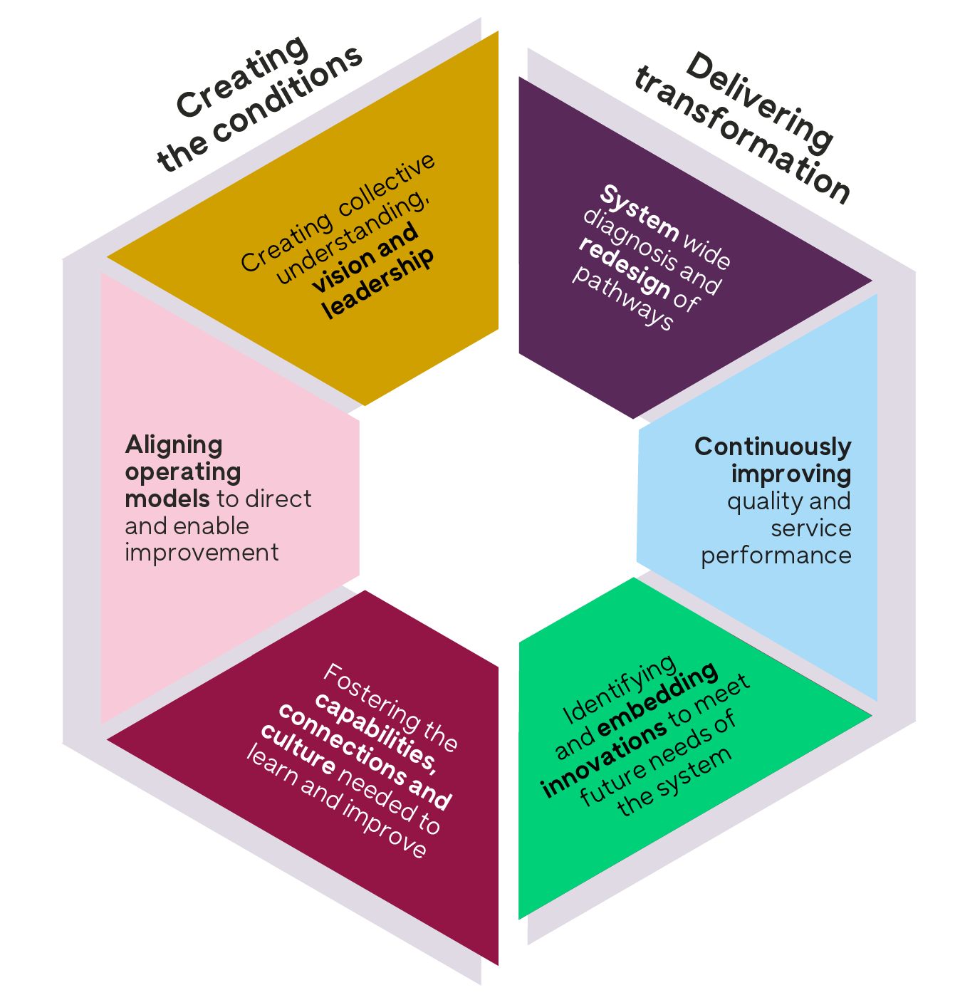 Creating
the conditions
Delivering
transformation
Creating collective
understanding,
vision and
leadership
System wide
diagnosis and
redesign of
pathways
Aligning
operating
models to direct
and enable
improvement
Continuously
improving
quality and
service
performance
Fostering the
capabilities,
connections and
culture needed to
learn and improve
Identifying
and embedding
innovations to meet
future needs of
the system